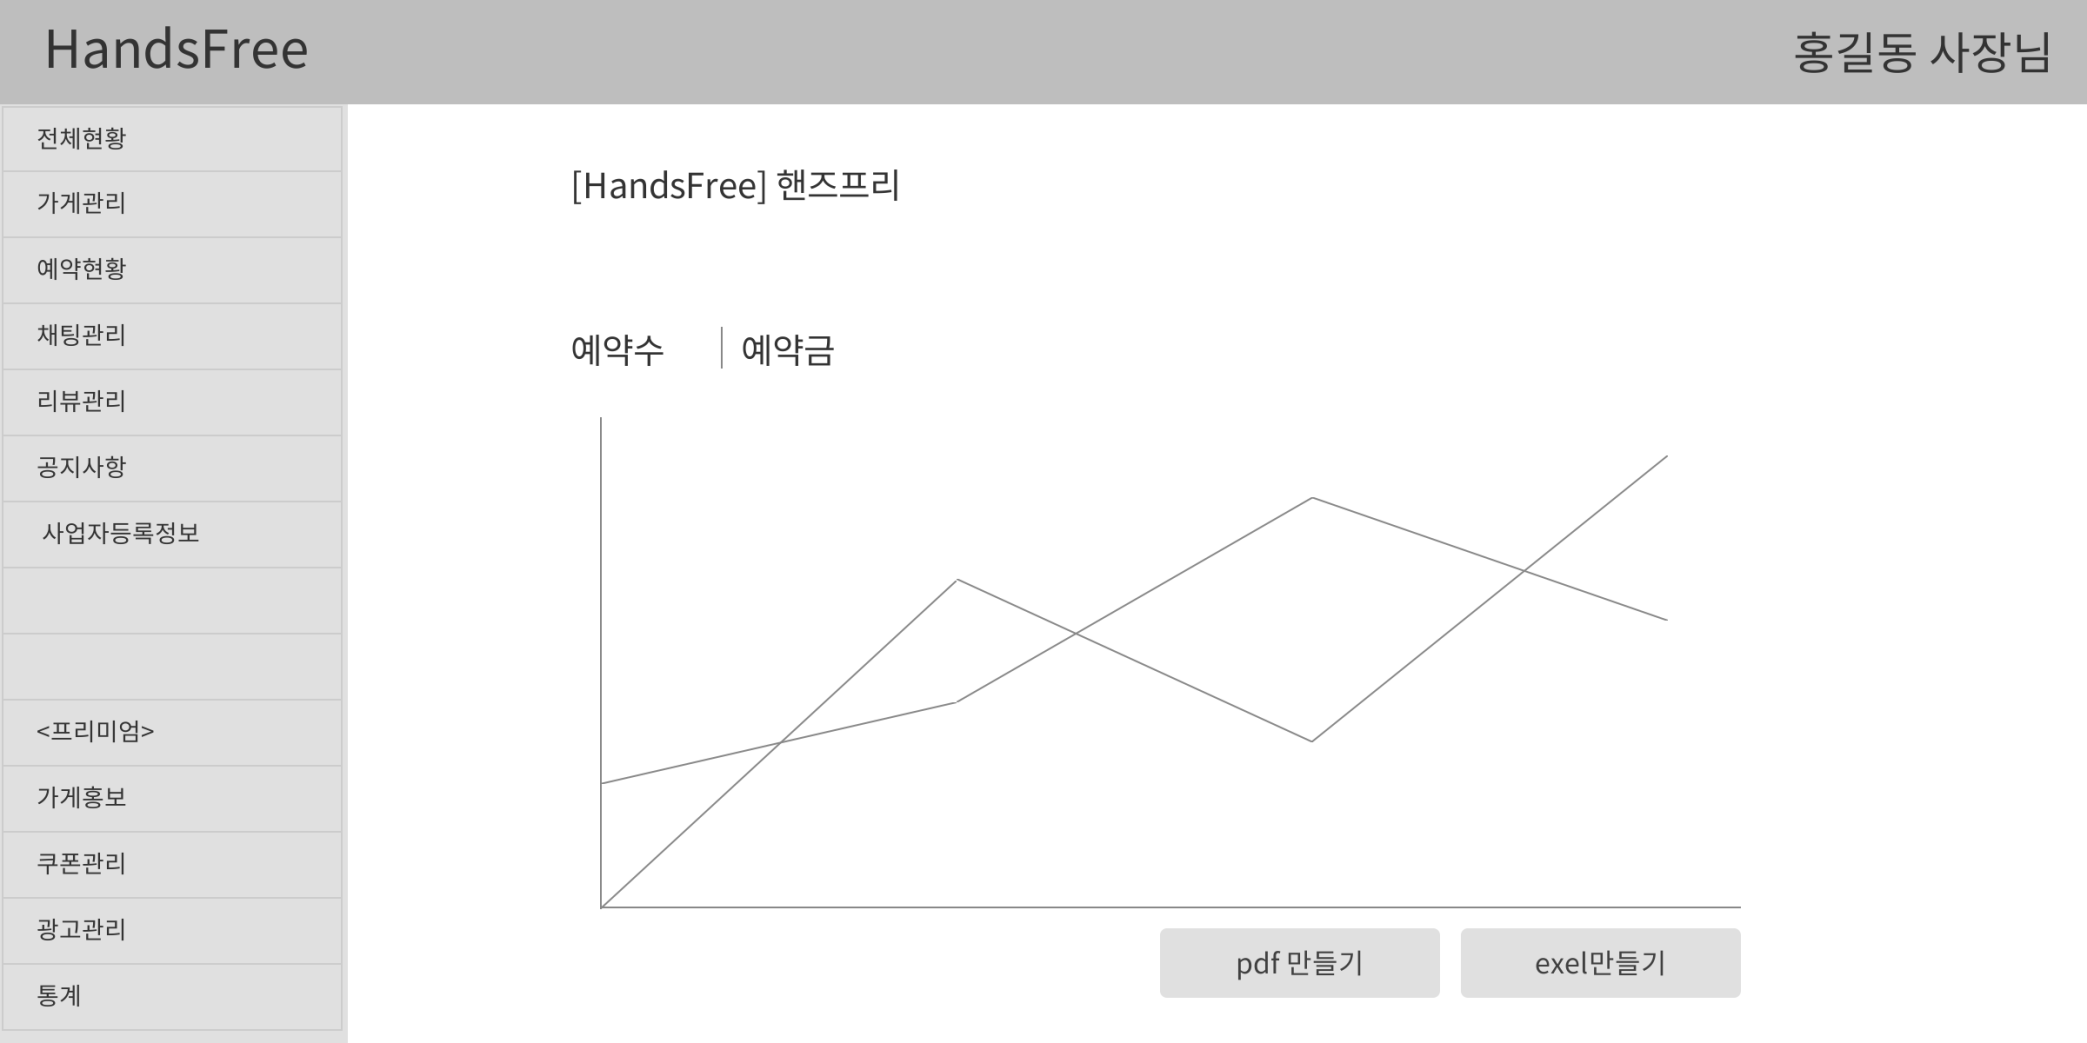 HandsFree
홍길동 사장님
전체현황
가게관리
예약현황
채팅관리
리뷰관리
공지사항
사업자등록정보
<프리미엄>
가게홍보
쿠폰관리
광고관리
통계
[HandsFree] 핸즈프리
예약수 예약금
pdf 만들기
exel만들기